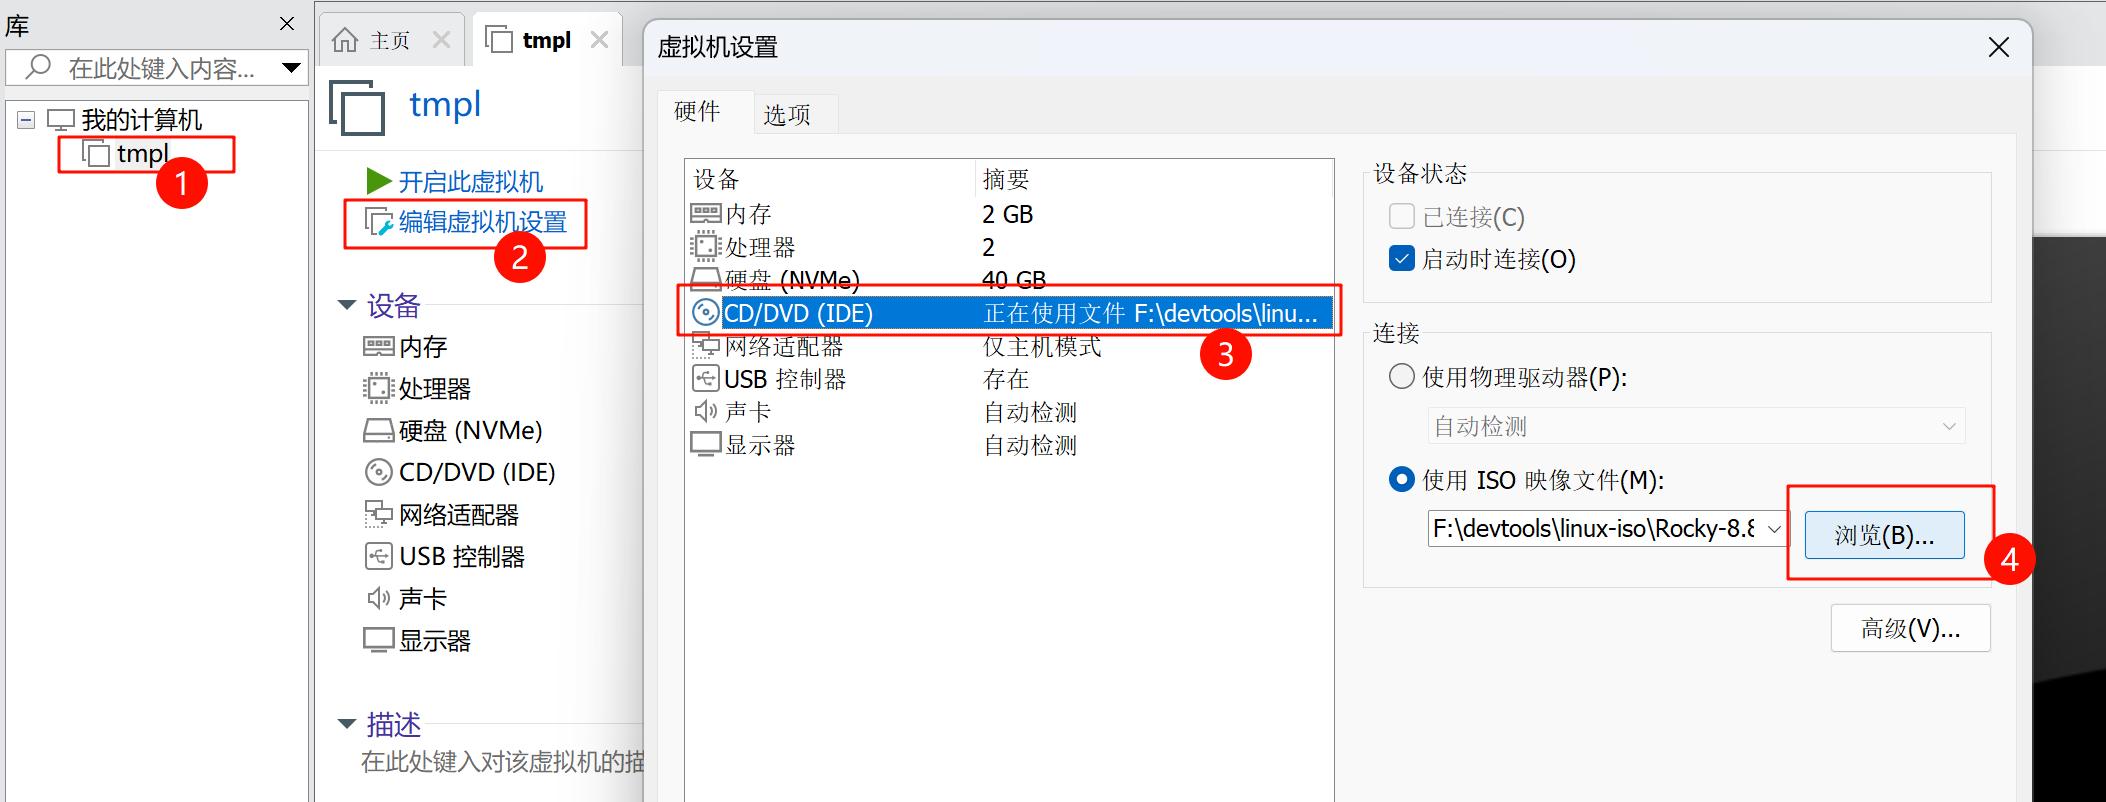 库
在此处键入内容...
我的计算机
tmpl
1
主页
tmpl
tmpl
开启此虚拟机
编辑虚拟机设置
2
设备
内存
处理器
硬盘 (NVMe)
CD/DVD (IDE)
网络适配器
USB 控制器
声卡
显示器
描述
在此处键入对该虚拟机的描
虚拟机设置
硬件
选项
设备 摘要
内存 2 GB
处理器 2
硬盘 (NVMe) 40 GB
CD/DVD (IDE) 正在使用文件 F:\devtools\linu...
3
网络适配器 仅主机模式
USB 控制器 存在
声卡 自动检测
显示器 自动检测
设备状态
已连接(C)
启动时连接(O)
连接
使用物理驱动器(P):
自动检测
使用 ISO 映像文件(M):
F:\devtools\linux-iso\Rocky-8.8
浏览(B)...
4
高级(V)...